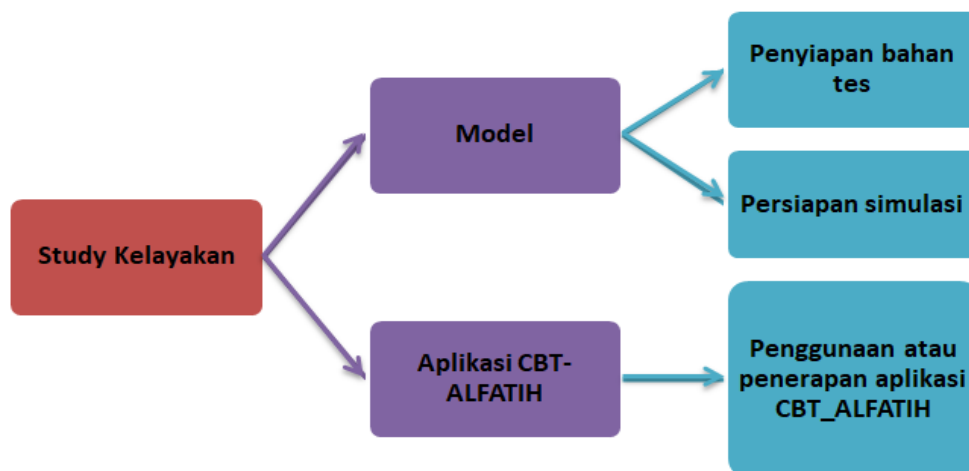 Study Kelayakan
Model
Aplikasi CBT-
ALFATIH
Penyiapan bahan
tes
Persiapan simulasi
Penggunaan atau
penerapan aplikasi
CBT_ALFATIH